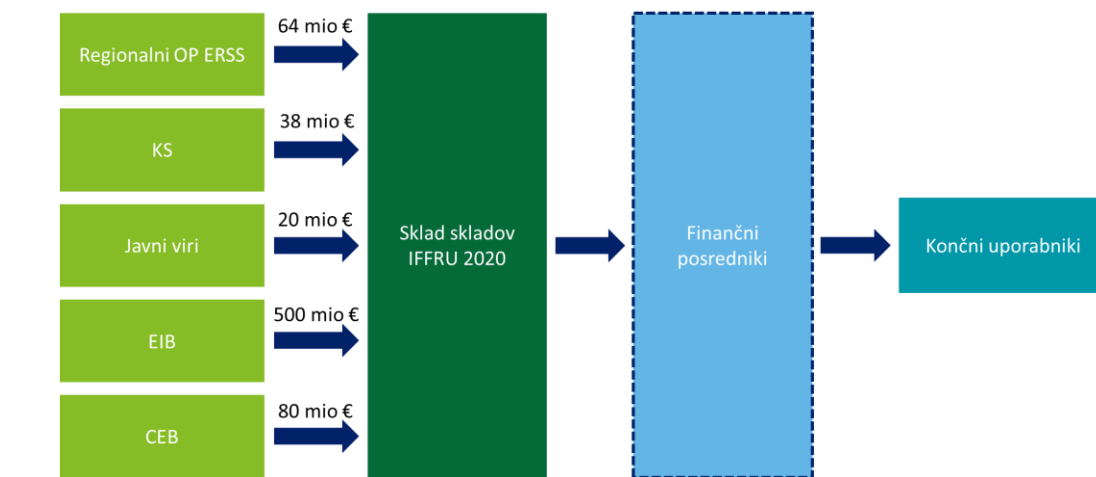 64 mio €
Regionalni OP ERSS
38 mio €
KS
20 mio €
Javni viri
500 mio €
EIB
80 mio €
CEB
Sklad skladov
IFFRU 2020
Finančni
posredniki
Končni uporabniki